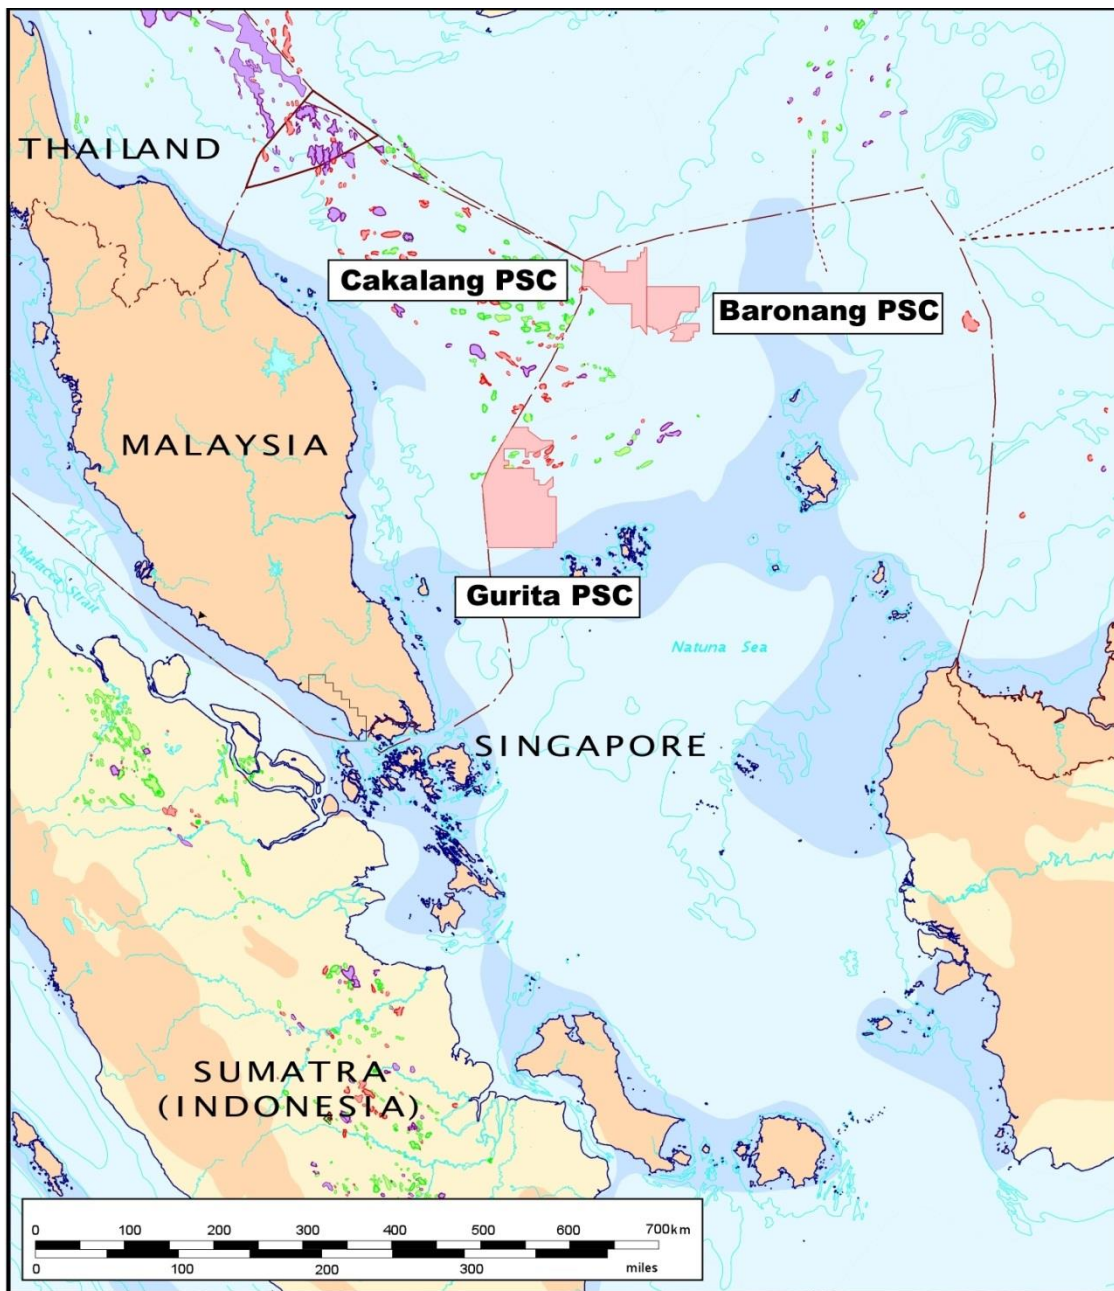 THAILAND
Cakalang PSC
Baronang PSC
MALAYSIA
Malacca Strait
Gurita PSC
Natuna Sea
SINGAPORE
SUMATRA
(INDONESIA)
0 100 200 300 400 500 600 700km
0 100 200 300 miles